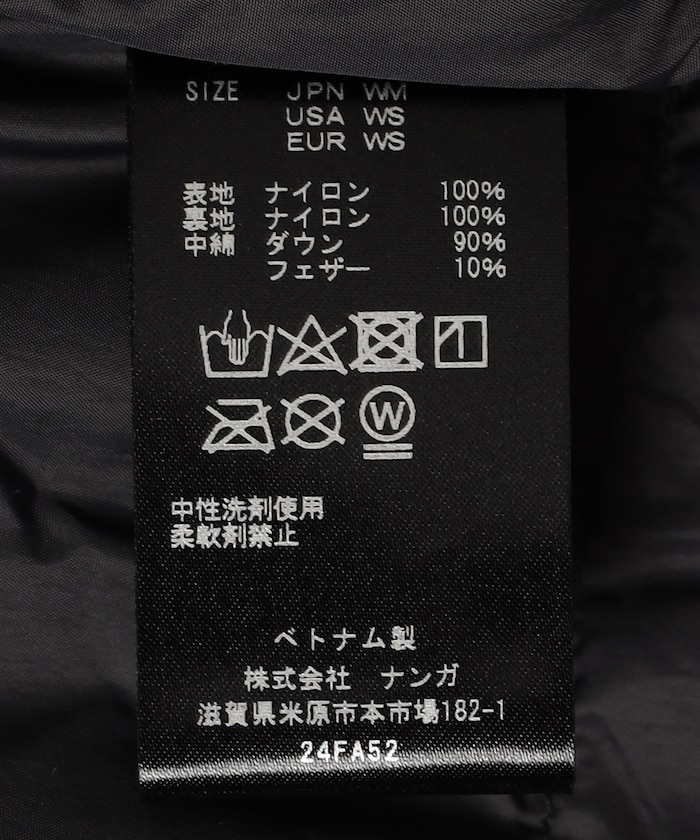 SIZE JPN WM
USA WS
EUR WS
表地 ナイロン 100%
裏地 ナイロン 100%
中綿 ダウン 90%
フェザー 10%
W
中性洗剤使用
柔軟剤禁止
ベトナム製
株式会社 ナンガ
滋賀県米原市本市場182-1
24FA52